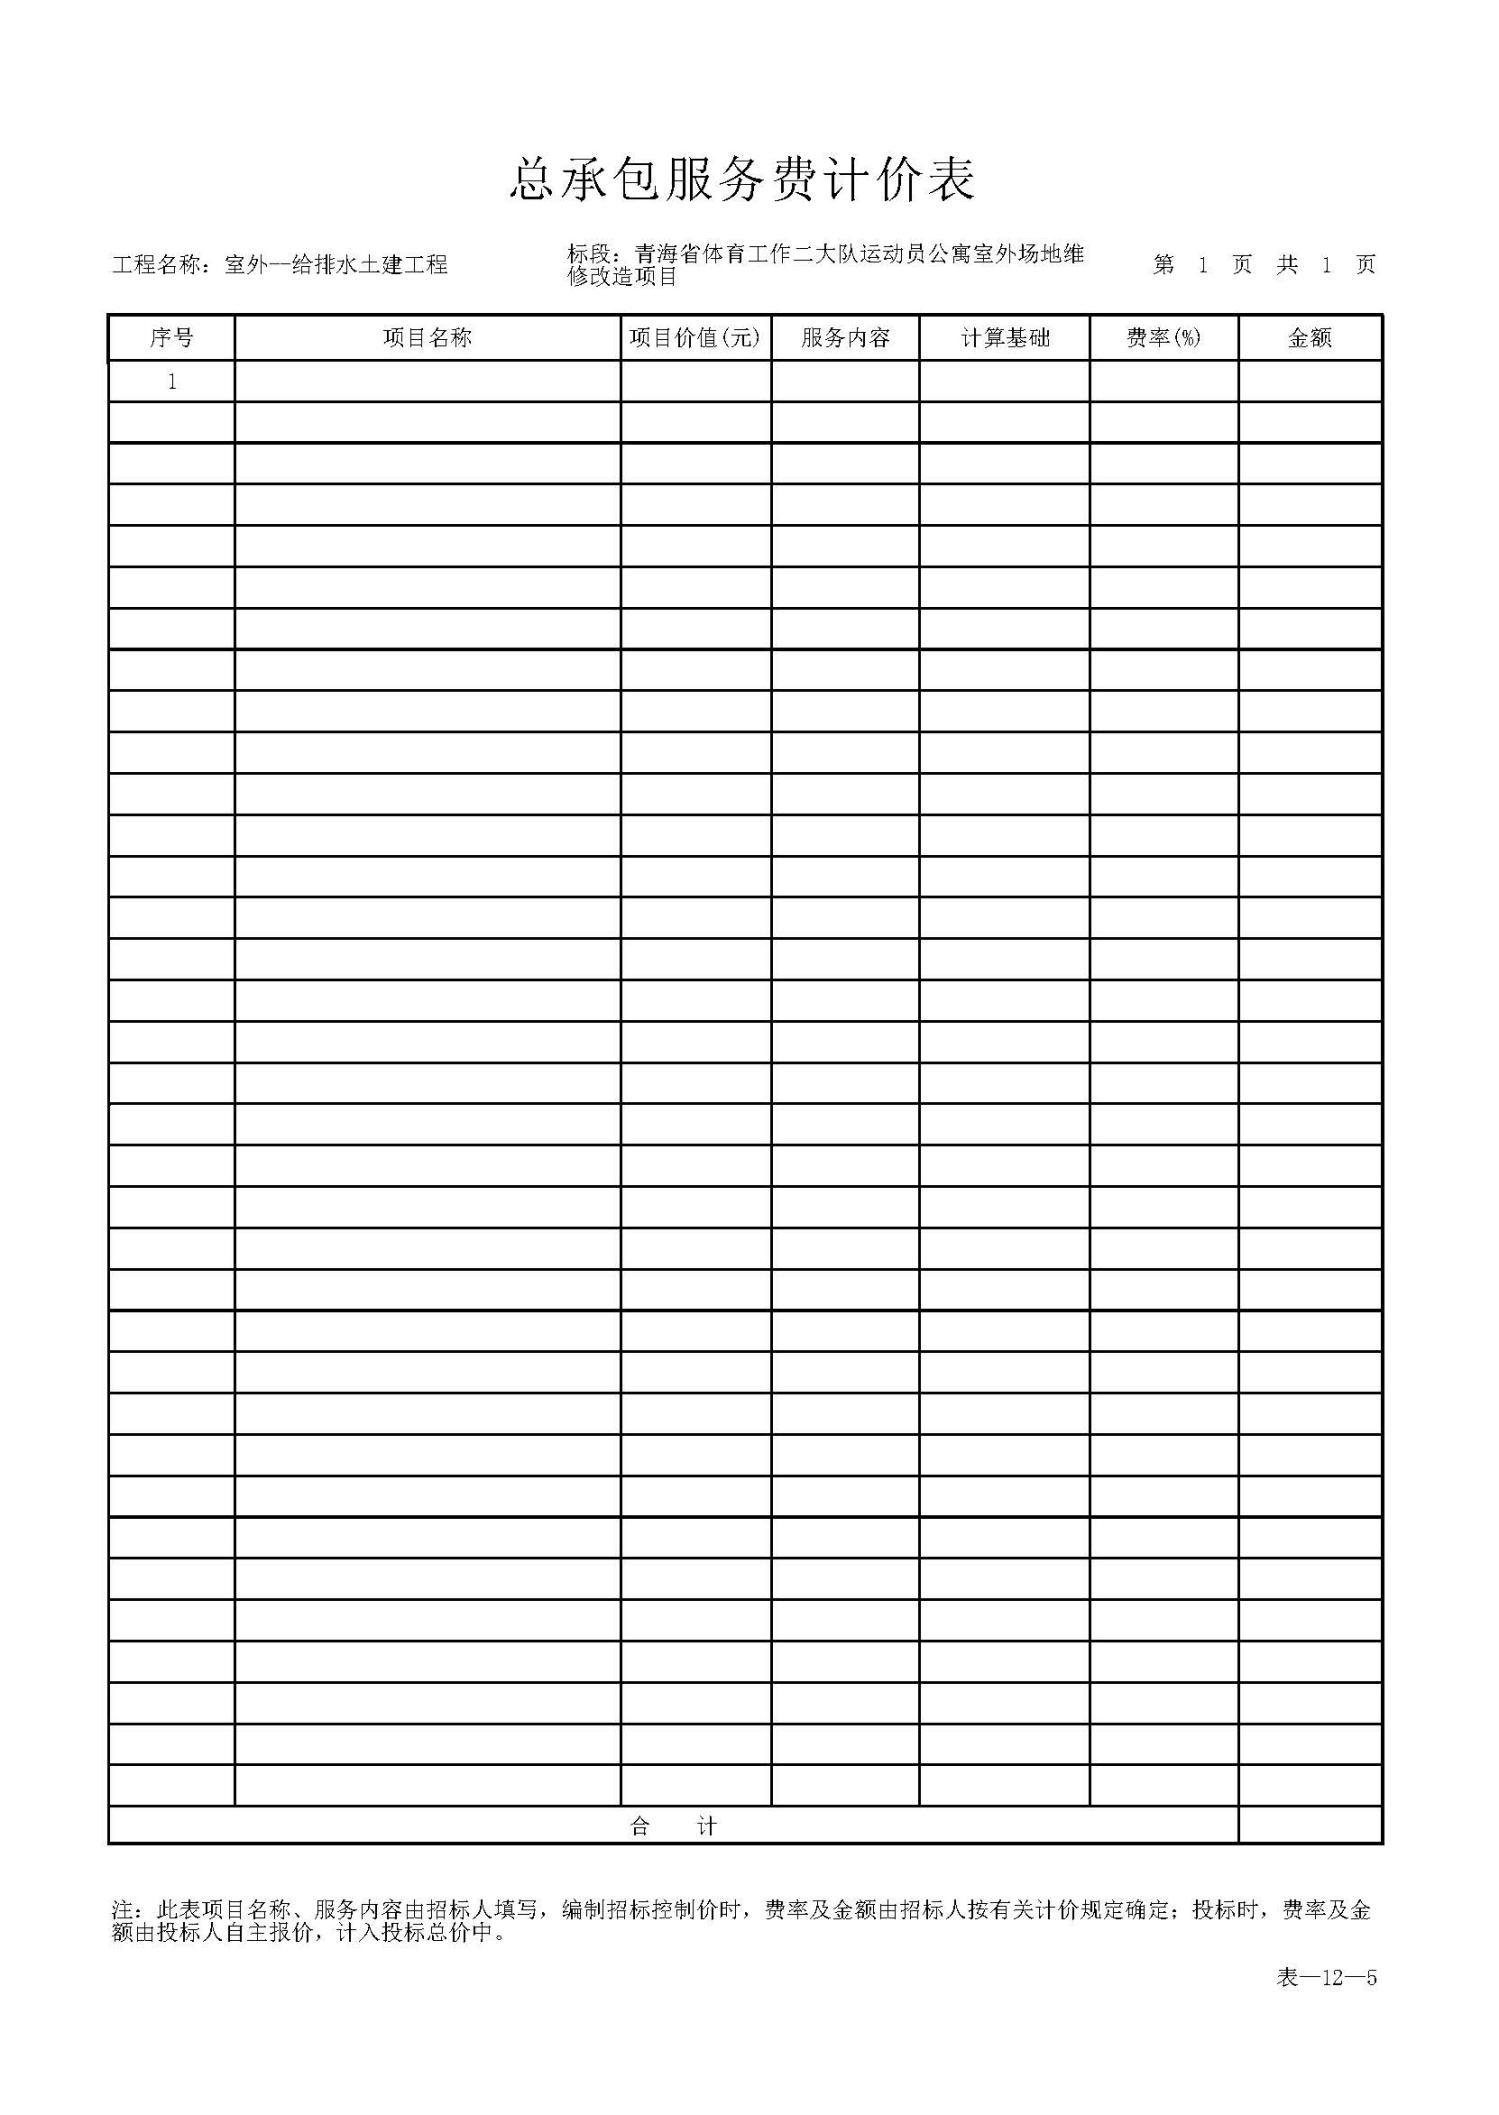 总承包服务费计价表
工程名称：室外--给排水土建工程
标段：青海省体育工作二大队运动员公寓室外场地维
修改造项目
第 1 页 共 1 页
序号 项目名称 项目价值(元) 服务内容 计算基础 费率(%) 金额
1
合 计
注：此表项目名称、服务内容由招标人填写，编制招标控制价时，费率及金额由招标人按有关计价规定确定；投标时，费率及金
额由投标人自主报价，计入投标总价中。
表—12—5